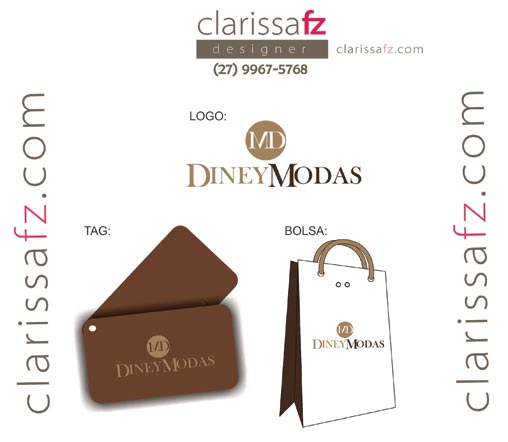 clarissafz
designer
clarissafz.com
(27) 9967-5768
clarissafz.com
clarissafz.com
LOGO:
MD
DINEYMODAS
TAG:
MD
DINEYMODAS
BOLSA:
MD
DINEYMODAS